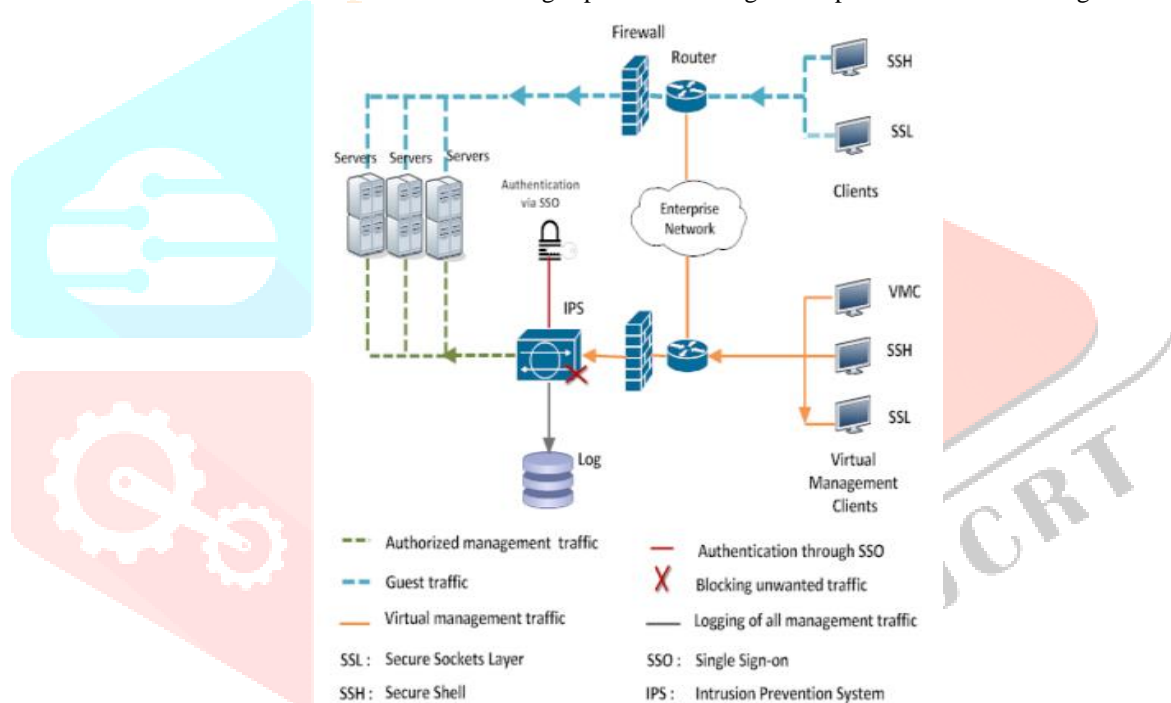 Firewall
Router
SSH
SSL
Clients
Servers Servers Servers
Authentication
via SSO
Enterprise
Network
IPS
VMC
SSH
SSL
Virtual
Management
Clients
Log
Authorized management traffic
Authentication through SSO
Guest traffic
X Blocking unwanted traffic
Virtual management traffic
Logging of all management traffic
SSL : Secure Sockets Layer
SSO : Single Sign-on
SSH : Secure Shell
IPS : Intrusion Prevention System
CRT